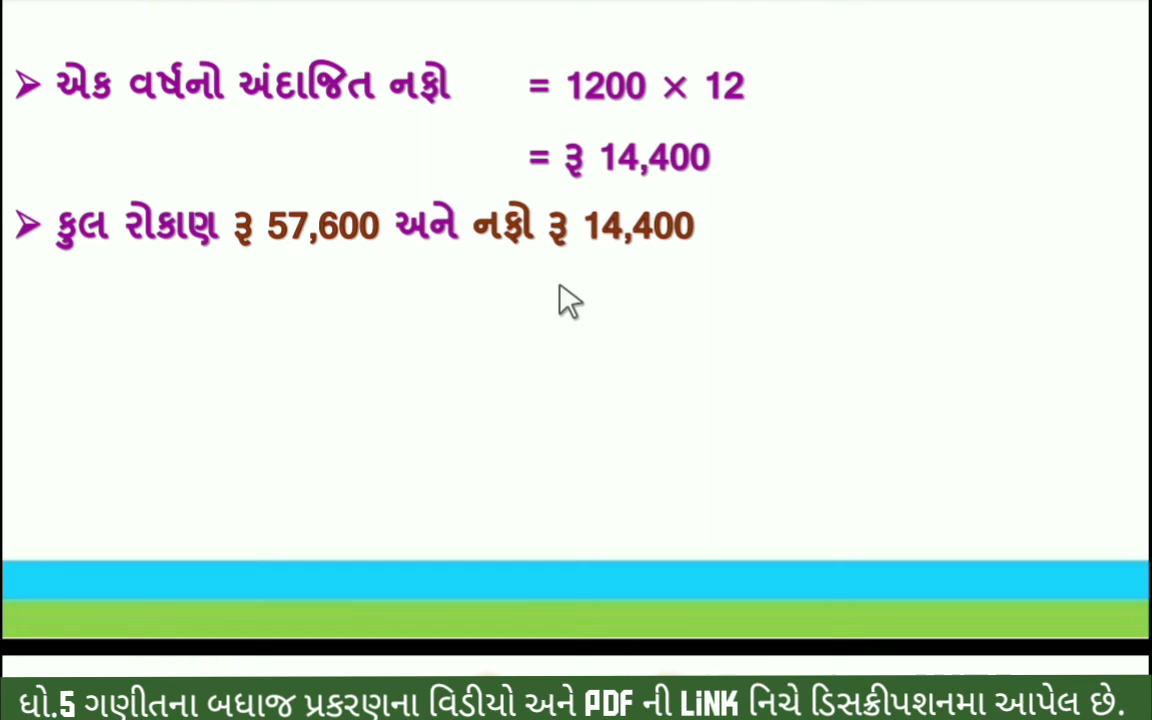 ➢ એક વર્ષનો અંદાજિત નફો = 1200 × 12
= રૂ 14,400
➢ કુલ રોકાણ રૂ 57,600 અને નફો રૂ 14,400
ધો.5 ગણીતના બધાજ પ્રકરણના વિડીયો અને PDF ની LiNK નિચે ડિસક્રીપશનમા આપેલ છે.